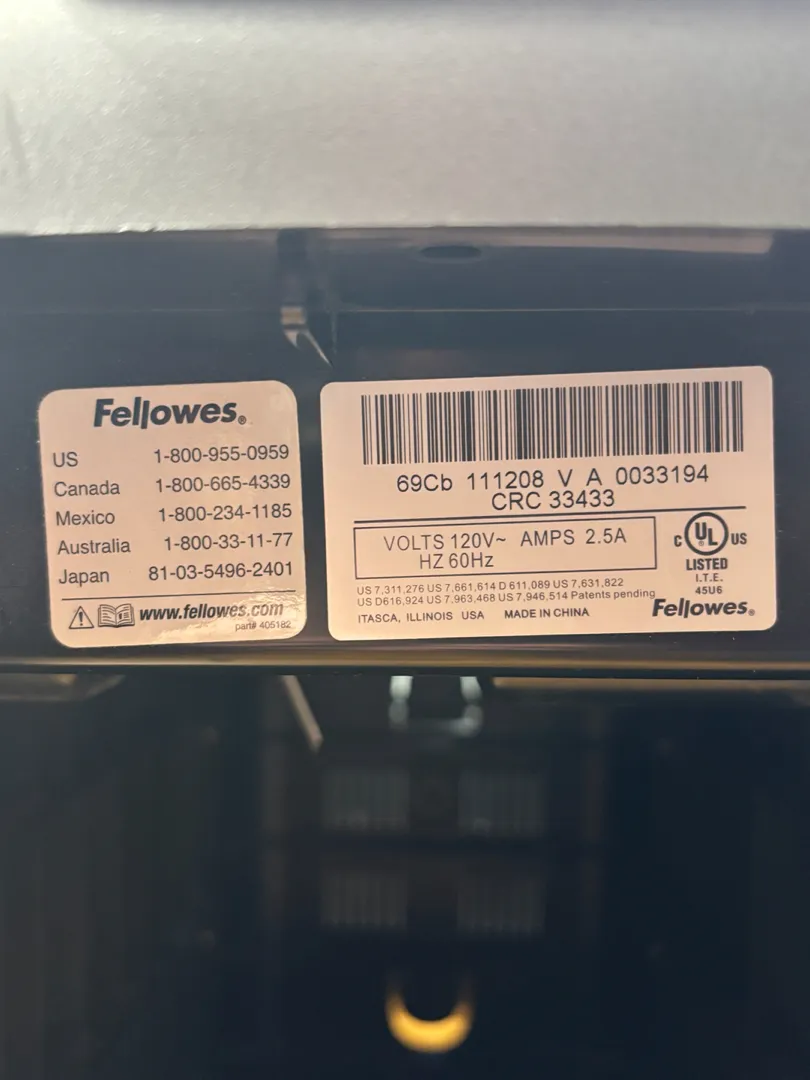 Fellowes®
US 1-800-955-0959
Canada 1-800-665-4339
Mexico 1-800-234-1185
Australia 1-800-33-11-77
Japan 81-03-5496-2401
www.fellowes.com
part# 405182
69Cb 111208 V A 0033194
CRC 33433
VOLTS 120V~ AMPS 2.5A
HZ 60Hz
C UL US
LISTED
I.T.E.
45U6
US 7,311,276 US 7,661,614 D 611,089 US 7,631,822
US D616,924 US 7,963,468 US 7,946,514 Patents pending
ITASCA, ILLINOIS USA MADE IN CHINA
Fellowes®